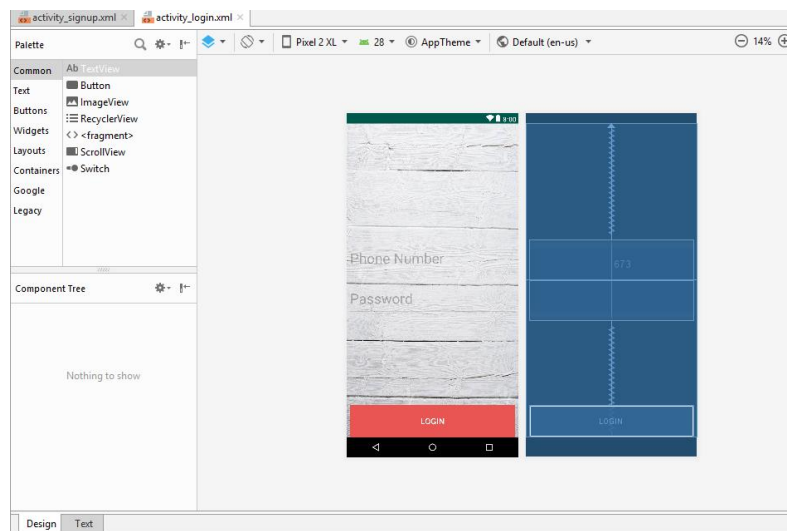 activity_signup.xml × activity_login.xml ×
Palette
Pixel 2 XL 28 AppTheme Default (en-us) 14%
Common
Text
Buttons
Widgets
Layouts
Containers
Google
Legacy
Ab TextView
Button
ImageView
RecyclerView
<> <fragment>
ScrollView
Switch
8:00
Phone Number
673
Password
Component Tree
Nothing to show
LOGIN
LOGIN
Design Text